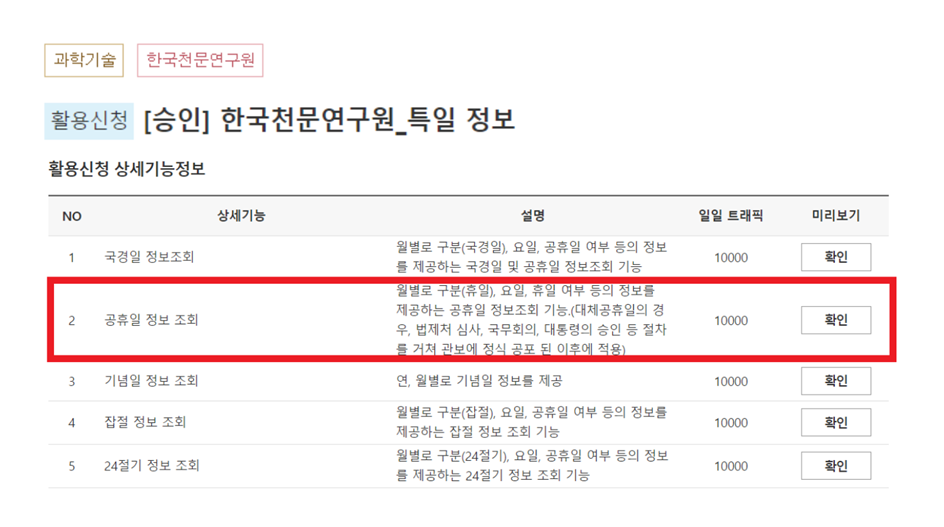 과학기술 한국천문연구원
활용신청 [승인] 한국천문연구원_특일 정보
활용신청 상세기능정보
NO 상세기능 설명 일일 트래픽 미리보기
1 국경일 정보조회 월별로 구분(국경일), 요일, 공휴일 여부 등의 정보
를 제공하는 국경일 및 공휴일 정보조회 기능 10000 확인
2 공휴일 정보 조회 월별로 구분(휴일), 요일, 휴일 여부 등의 정보를
제공하는 공휴일 정보조회 기능.(대체공휴일의 경
우, 법제처 심사, 국무회의, 대통령의 승인 등 절차
를 거쳐 관보에 정식 공포 된 이후에 적용) 10000 확인
3 기념일 정보 조회 연, 월별로 기념일 정보를 제공 10000 확인
4 잡절 정보 조회 월별로 구분(잡절), 요일, 공휴일 여부 등의 정보를
제공하는 잡절 정보 조회 기능 10000 확인
5 24절기 정보 조회 월별로 구분(24절기), 요일, 공휴일 여부 등의 정보
를 제공하는 24절기 정보 조회 기능 10000 확인